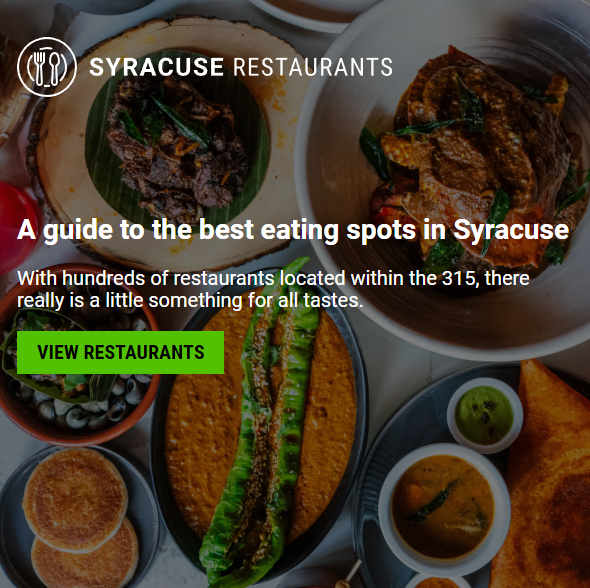 SYRACUSE RESTAURANTS
A guide to the best eating spots in Syracuse
With hundreds of restaurants located within the 315, there
really is a little something for all tastes.
VIEW RESTAURANTS